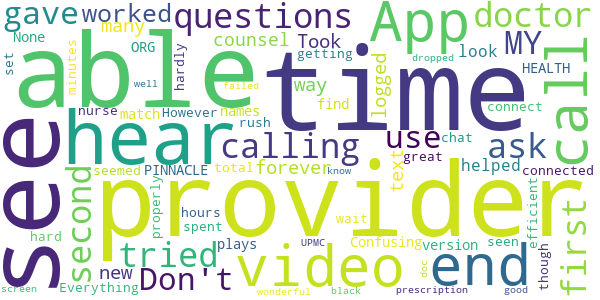 gave worked questions App doctor
None many ORG counsel Took look MY
set minutes able time getting HEALTH
hardly way logged find call
well dropped failed
nurse match However names connect
see hear rush calling use chat ask
seemed PINNACLE total forever great know helped connected
second properly hours text provider first
hard spent wait version seen efficient
tried plays video end though
new Don't UPMC doc
Everything black prescription good
screen wonderful